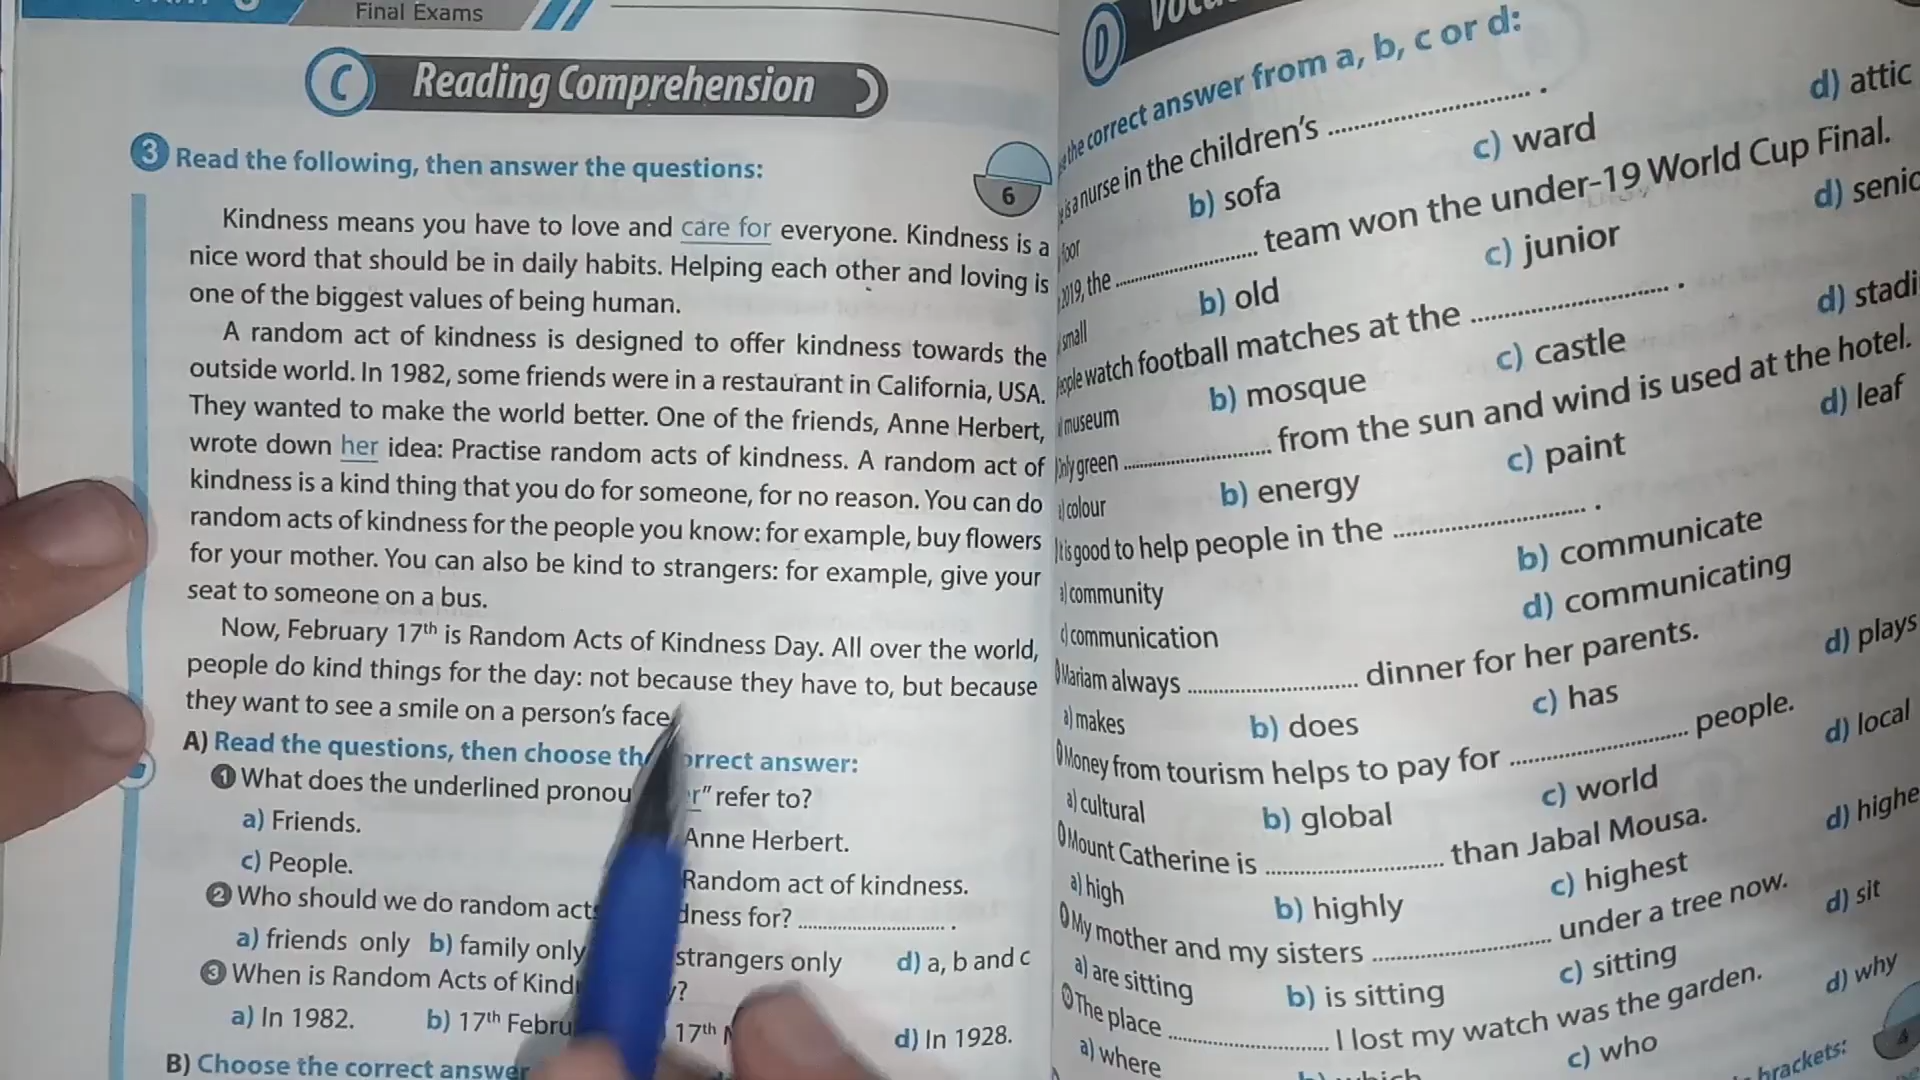 Final Exams
C Reading Comprehension
3 Read the following, then answer the questions:
6
Kindness means you have to love and care for everyone. Kindness is a
nice word that should be in daily habits. Helping each other and loving is
one of the biggest values of being human.
A random act of kindness is designed to offer kindness towards the
outside world. In 1982, some friends were in a restaurant in California, USA.
They wanted to make the world better. One of the friends, Anne Herbert,
wrote down her idea: Practise random acts of kindness. A random act of
kindness is a kind thing that you do for someone, for no reason. You can do
random acts of kindness for the people you know: for example, buy flowers
for your mother. You can also be kind to strangers: for example, give your
seat to someone on a bus.
Now, February 17th is Random Acts of Kindness Day. All over the world,
people do kind things for the day: not because they have to, but because
they want to see a smile on a person's face
A) Read the questions, then choose the correct answer:
1 What does the underlined pronou r" refer to?
a) Friends.
Anne Herbert.
c) People.
Random act of kindness.
2 Who should we do random acts dness for? .......................... .
a) friends only b) family only strangers only d) a, b and c
3 When is Random Acts of Kind y?
a) In 1982. b) 17th Febru 17th d) In 1928.
B) Choose the correct answer
D
the correct answer from a, b, c or d:
is a nurse in the children's .......................... .
b) sofa c) ward d) attic
2019, the .......................... team won the under-19 World Cup Final.
small b) old c) junior d) senio
people watch football matches at the .......................... .
museum b) mosque c) castle d) stadi
Only green .......................... from the sun and wind is used at the hotel.
a) colour b) energy c) paint d) leaf
It is good to help people in the .......................... .
a) community b) communicate
c) communication d) communicating
Mariam always .......................... dinner for her parents.
a) makes b) does c) has d) plays
Money from tourism helps to pay for .......................... people.
a) cultural b) global c) world d) local
Mount Catherine is .......................... than Jabal Mousa.
a) high b) highly c) highest d) highe
My mother and my sisters .......................... under a tree now.
a) are sitting b) is sitting c) sitting d) sit
The place .......................... I lost my watch was the garden.
a) where c) who d) why
brackets:
4